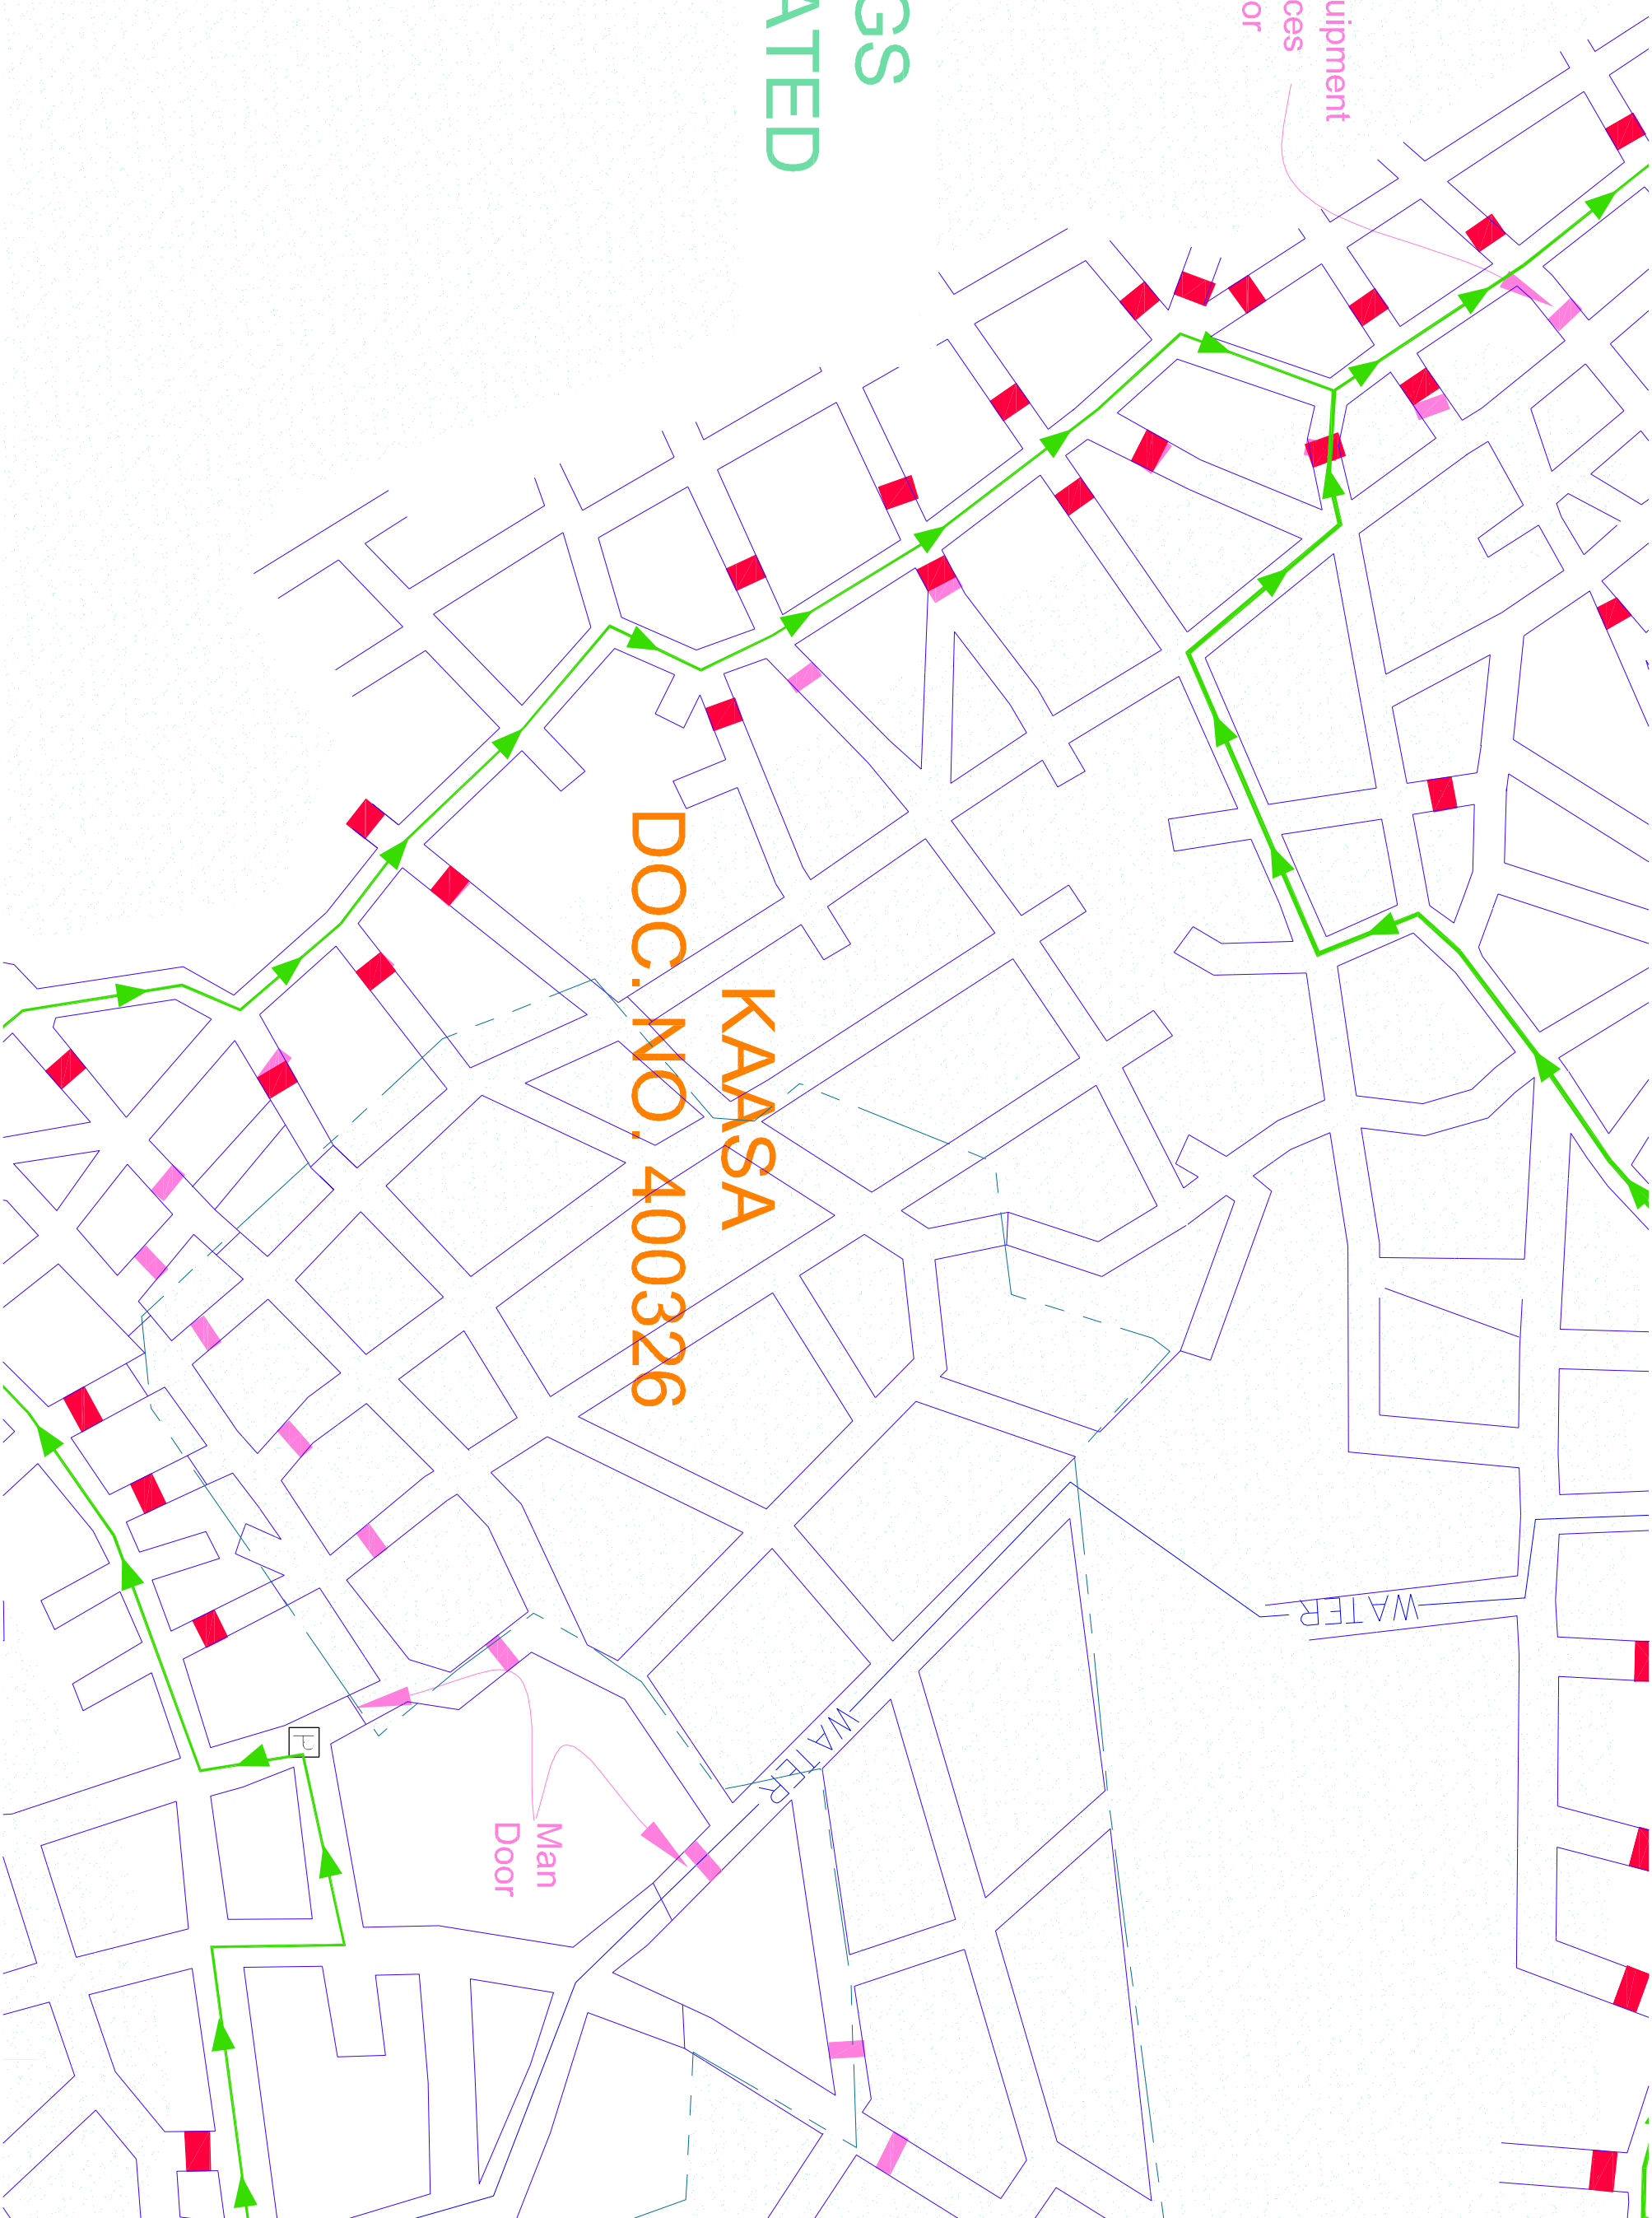 GS
ATED
uipment
ces
or
KAASA
DOC. NO. 400326
WATER
WATER
Man
Door